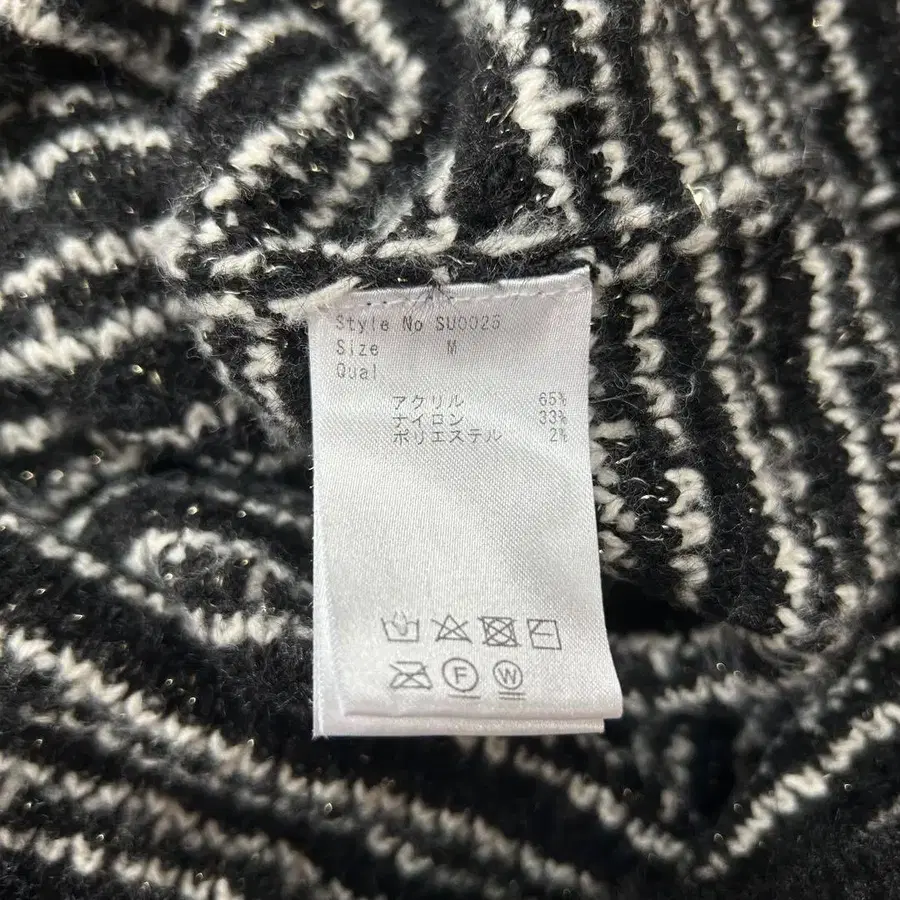 Style No SU0025
Size M
Qual
アクリル 65%
ナイロン 33%
ポリエステル 2%
F W